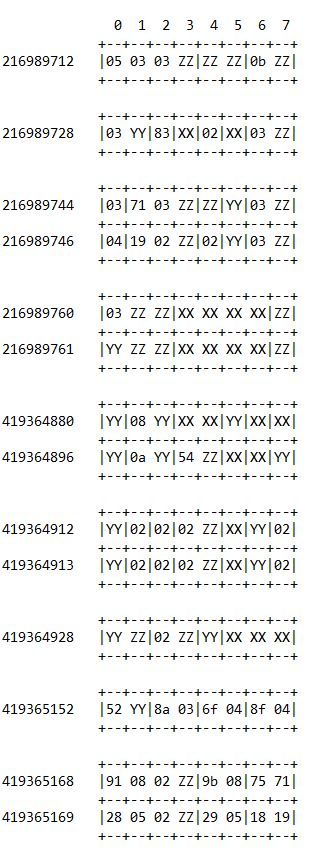 0 1 2 3 4 5 6 7
+--+--+--+--+--+--+--+--+
216989712 |05 03 03 ZZ|ZZ ZZ|0b ZZ|
+--+--+--+--+--+--+--+--+
+--+--+--+--+--+--+--+--+
216989728 |03 YY|83|XX|02|XX|03 ZZ|
+--+--+--+--+--+--+--+--+
+--+--+--+--+--+--+--+--+
216989744 |03|71 03 ZZ|ZZ|YY|03 ZZ|
+--+--+--+--+--+--+--+--+
216989746 |04|19 02 ZZ|02|YY|03 ZZ|
+--+--+--+--+--+--+--+--+
+--+--+--+--+--+--+--+--+
216989760 |03 ZZ ZZ|XX XX XX XX|ZZ|
+--+--+--+--+--+--+--+--+
216989761 |YY ZZ ZZ|XX XX XX XX|ZZ|
+--+--+--+--+--+--+--+--+
+--+--+--+--+--+--+--+--+
419364880 |YY|08 YY|XX XX|YY|XX|XX|
+--+--+--+--+--+--+--+--+
419364896 |YY|0a YY|54 ZZ|XX|XX|YY|
+--+--+--+--+--+--+--+--+
+--+--+--+--+--+--+--+--+
419364912 |YY|02|02|02 ZZ|XX|YY|02|
+--+--+--+--+--+--+--+--+
419364913 |YY|02|02|02 ZZ|XX|YY|02|
+--+--+--+--+--+--+--+--+
+--+--+--+--+--+--+--+--+
419364928 |YY ZZ|02 ZZ|YY|XX XX XX|
+--+--+--+--+--+--+--+--+
+--+--+--+--+--+--+--+--+
419365152 |52 YY|8a 03|6f 04|8f 04|
+--+--+--+--+--+--+--+--+
+--+--+--+--+--+--+--+--+
419365168 |91 08 02 ZZ|9b 08|75 71|
+--+--+--+--+--+--+--+--+
419365169 |28 05 02 ZZ|29 05|18 19|
+--+--+--+--+--+--+--+--+